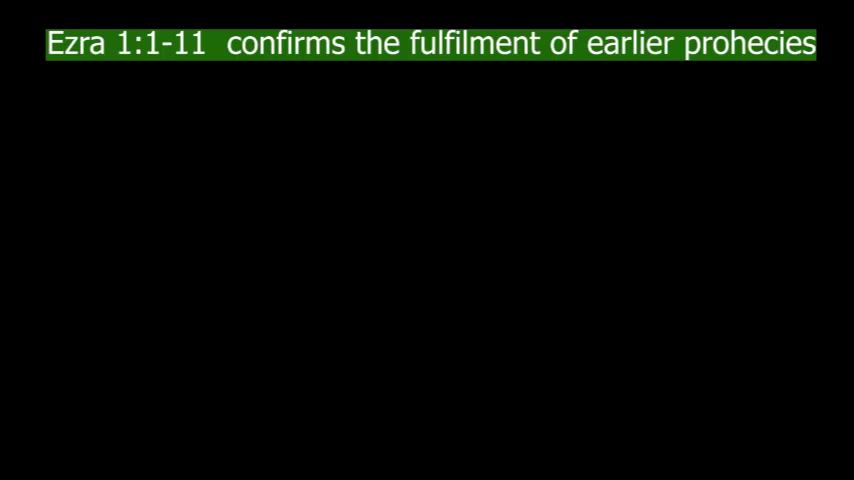 Ezra 1:1-11  confirms the fulfilment of earlier prohecies